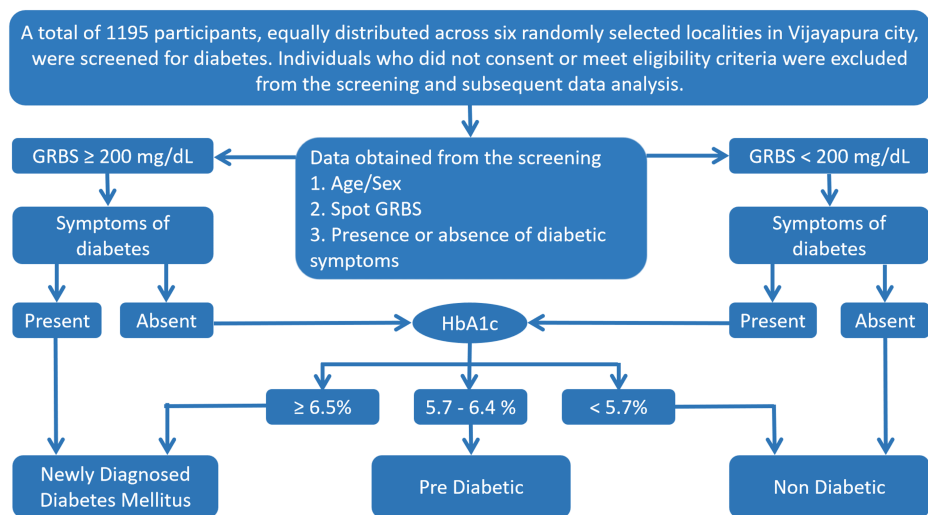 A total of 1195 participants, equally distributed across six randomly selected localities in Vijayapura city,
were screened for diabetes. Individuals who did not consent or meet eligibility criteria were excluded
from the screening and subsequent data analysis.
GRBS ≥ 200 mg/dL
Data obtained from the screening
1. Age/Sex
2. Spot GRBS
3. Presence or absence of diabetic
symptoms
GRBS < 200 mg/dL
Symptoms of
diabetes
Symptoms of
diabetes
Present
Absent
HbA1c
Present
Absent
≥ 6.5%
5.7 - 6.4 %
< 5.7%
Newly Diagnosed
Diabetes Mellitus
Pre Diabetic
Non Diabetic